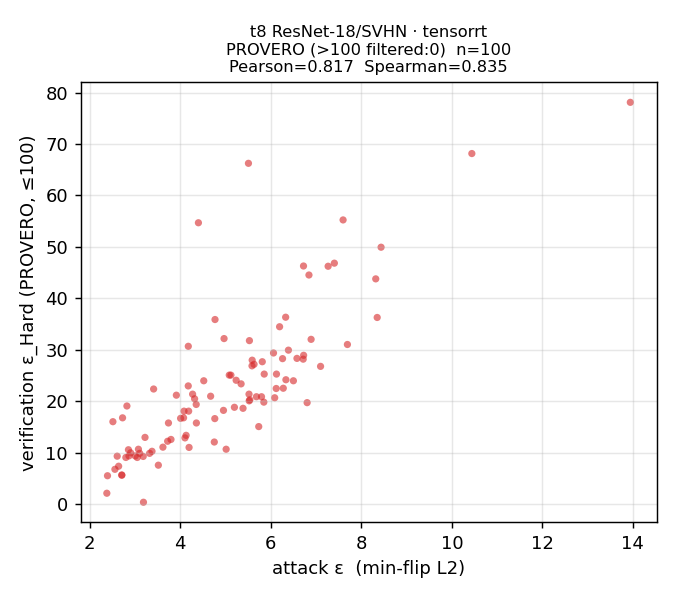 t8 ResNet-18/SVHN · tensorrt
PROVERO (>100 filtered:0)  n=100
Pearson=0.817  Spearman=0.835
verification ε_Hard (PROVERO, ≤100)
80
70
60
50
40
30
20
10
0
2 4 6 8 10 12 14
attack ε  (min-flip L2)